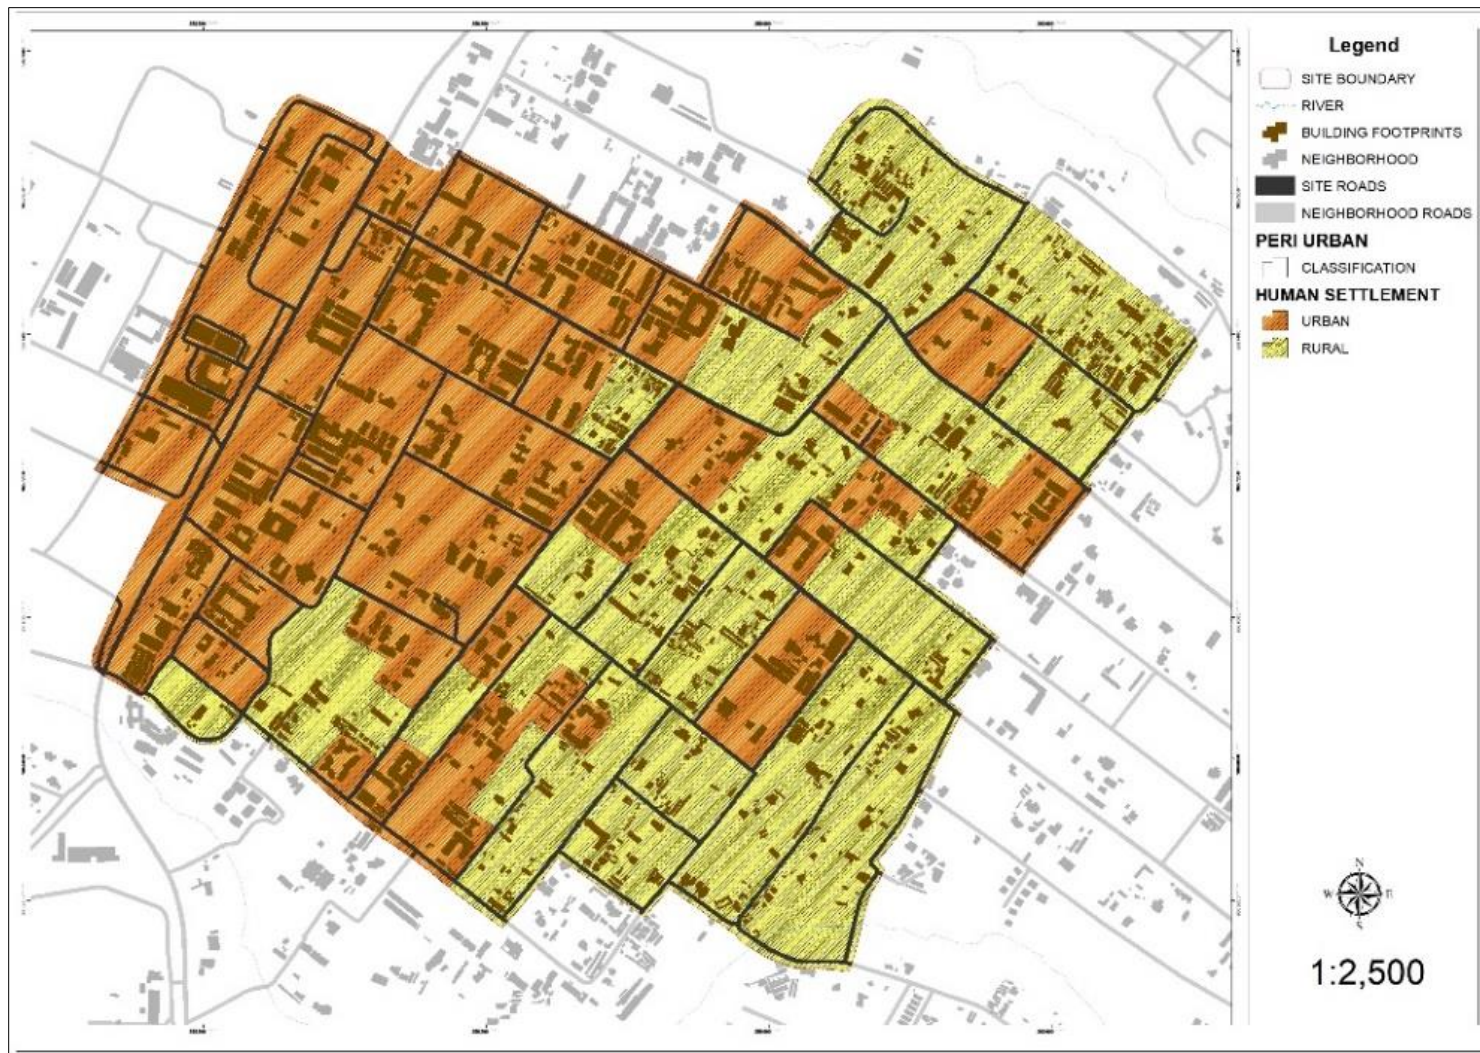 Legend
SITE BOUNDARY
RIVER
BUILDING FOOTPRINTS
NEIGHBORHOOD
SITE ROADS
NEIGHBORHOOD ROADS
PERI URBAN
CLASSIFICATION
HUMAN SETTLEMENT
URBAN
RURAL
N
W
E
S
1:2,500